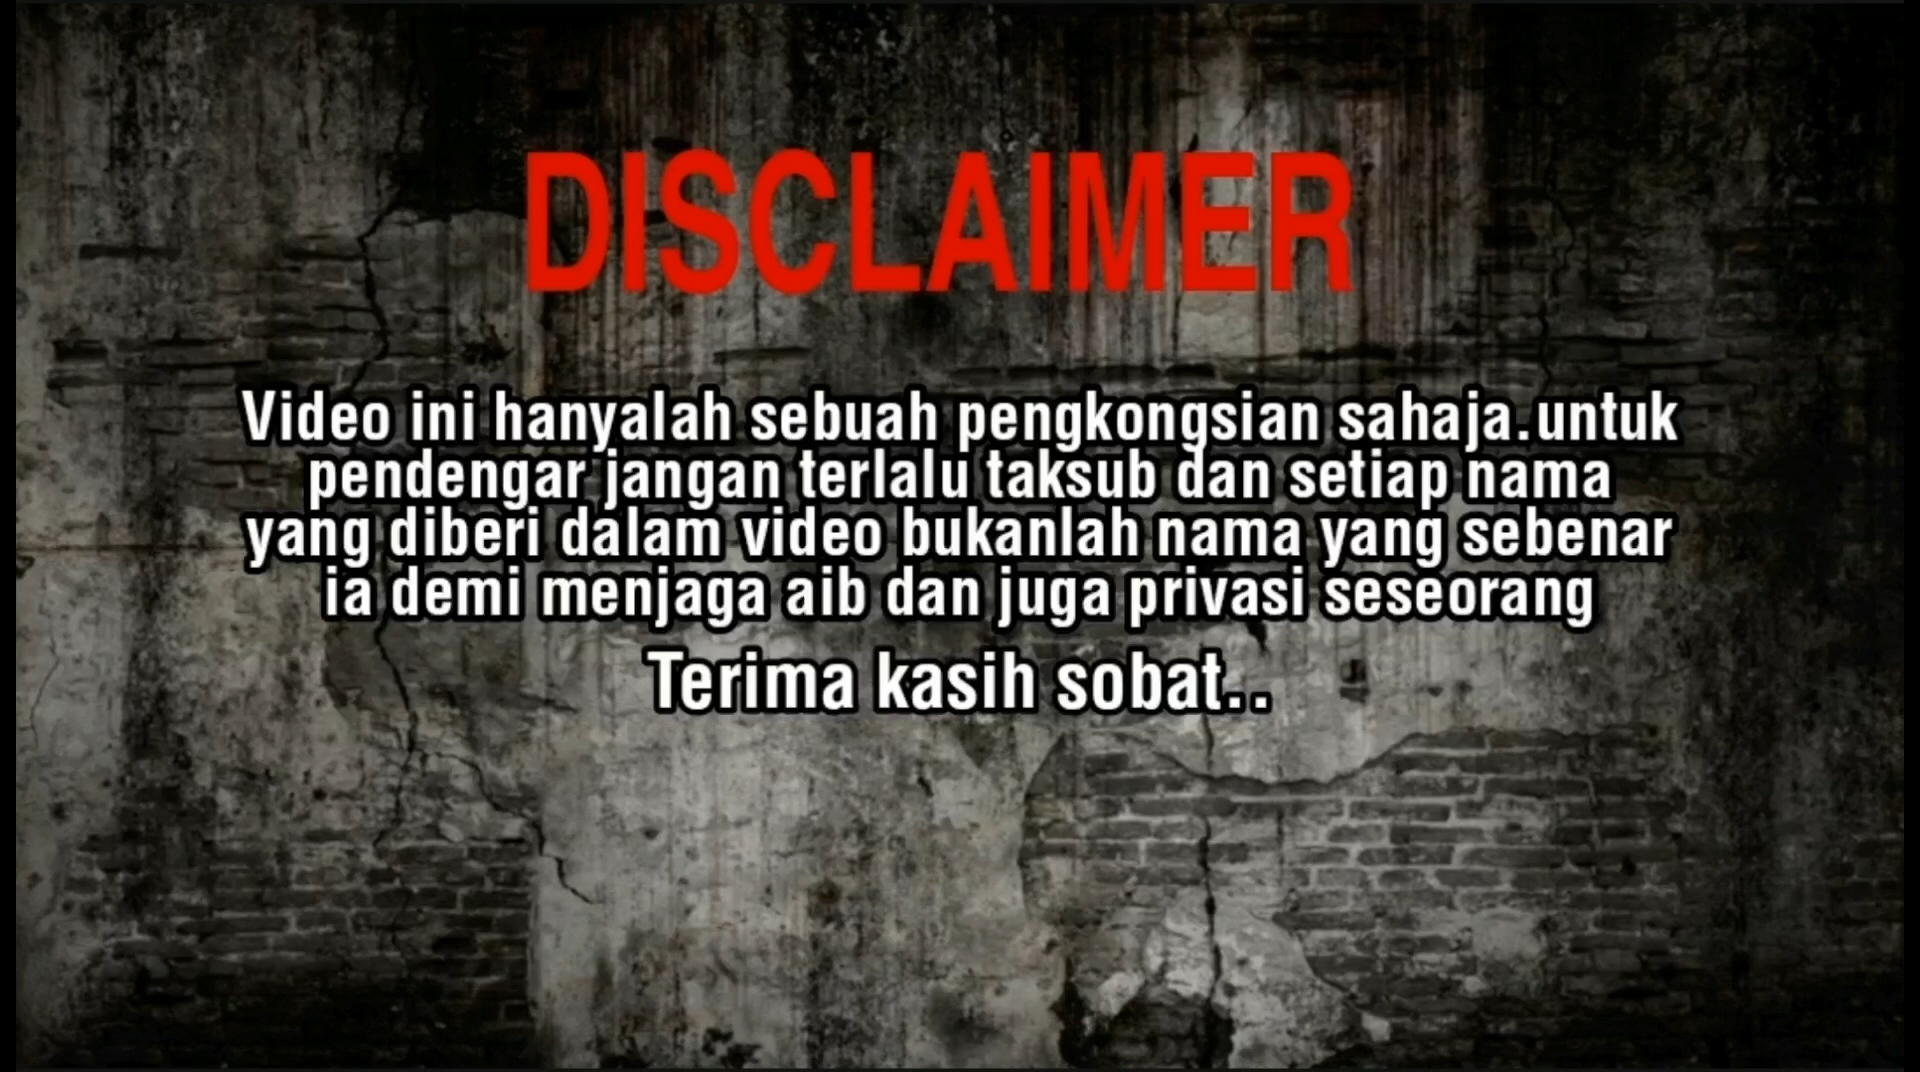 DISCLAIMER
Video ini hanyalah sebuah pengkongsian sahaja.untuk
pendengar jangan terlalu taksub dan setiap nama
yang diberi dalam video bukanlah nama yang sebenar
ia demi menjaga aib dan juga privasi seseorang
Terima kasih sobat..